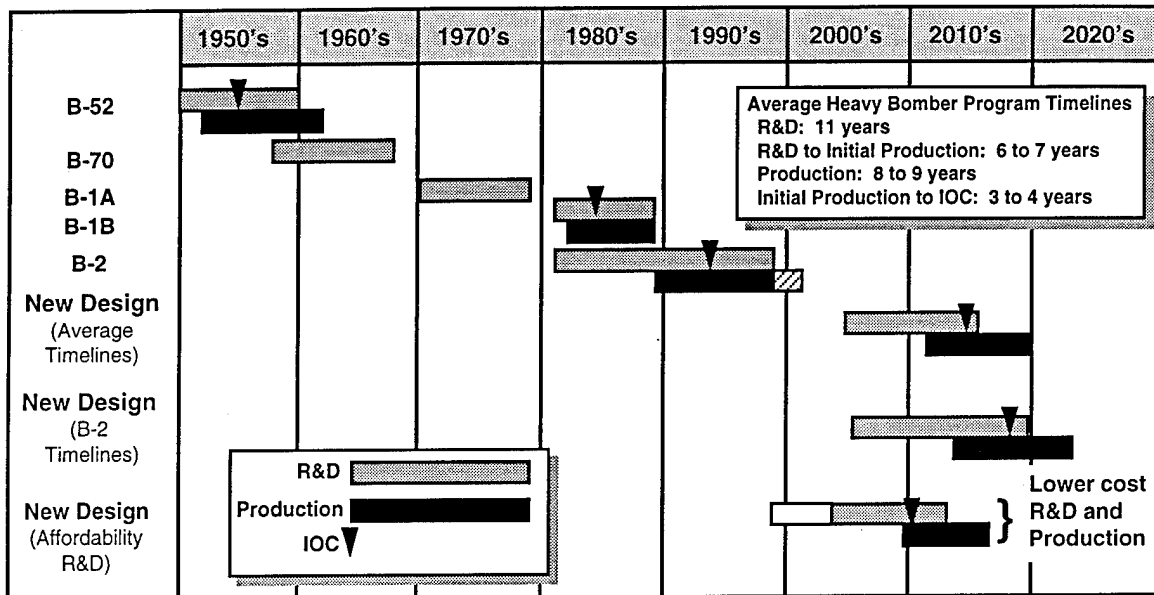 1950's 1960's 1970's 1980's 1990's 2000's 2010's 2020's
B-52
B-70
B-1A
B-1B
B-2
New Design
(Average
Timelines)
New Design
(B-2
Timelines)
New Design
(Affordability
R&D)
Average Heavy Bomber Program Timelines
R&D: 11 years
R&D to Initial Production: 6 to 7 years
Production: 8 to 9 years
Initial Production to IOC: 3 to 4 years
R&D
Production
IOC
Lower cost
R&D and
Production